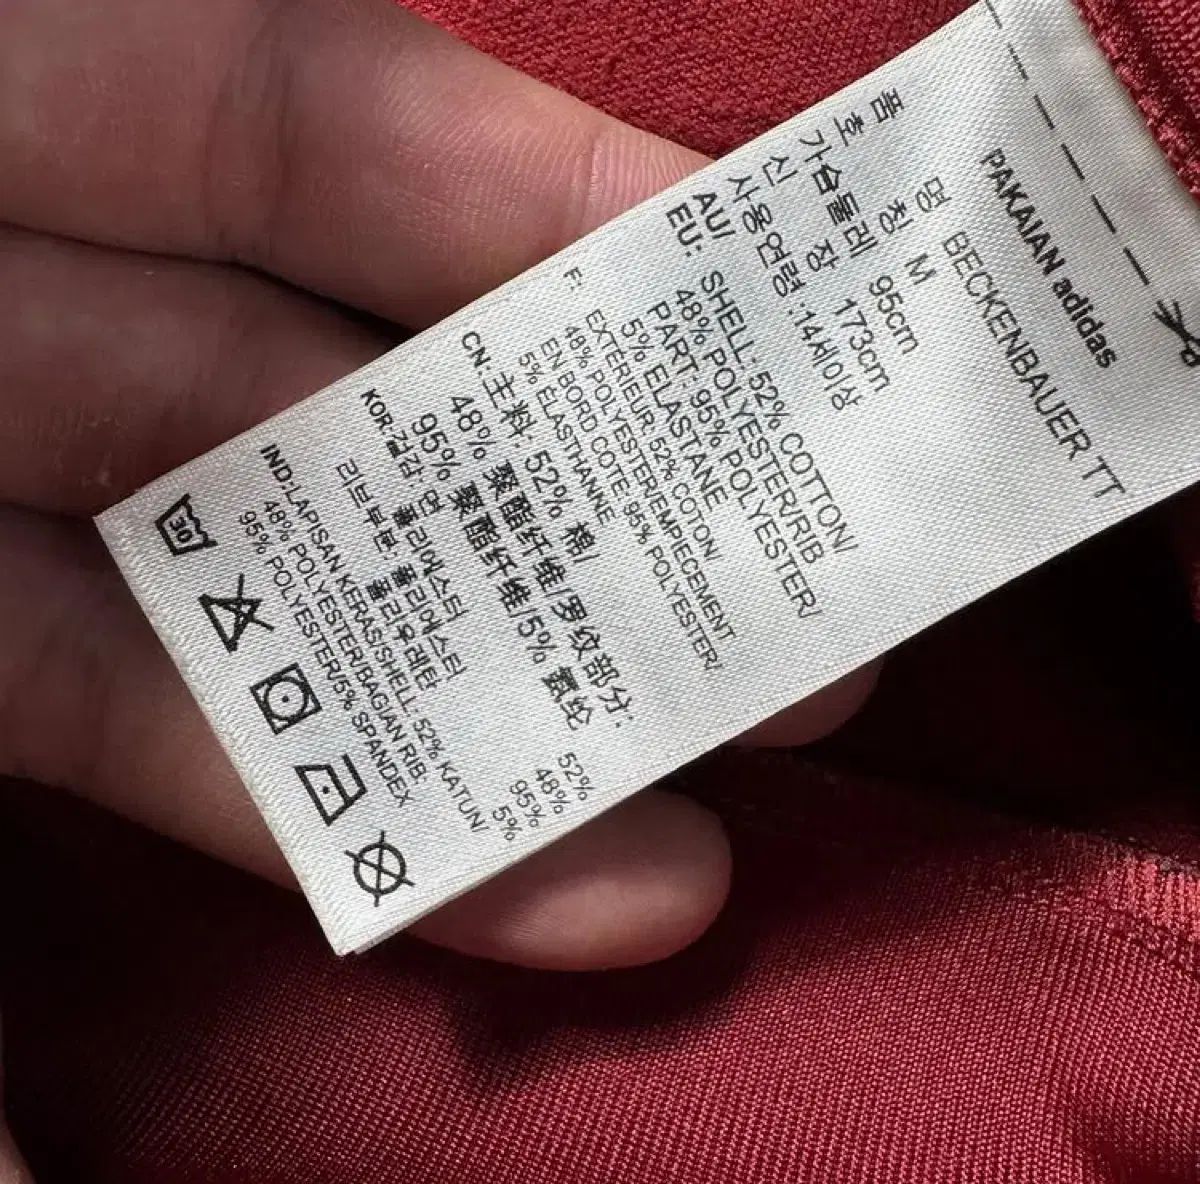 PAKAIAN adidas
품 명 BECKENBAUER TT
호 칭 M
가슴둘레 95cm
신 장 173cm
사용연령 :14세이상
AU/
EU: SHELL: 52% COTTON/
48% POLYESTER/RIB
PART: 95% POLYESTER/
5% ELASTANE
F: EXTÉRIEUR: 52% COTON/
48% POLYESTER/EMPIÈCEMENT
EN BORD CÔTE: 95% POLYESTER/
5% ÉLASTHANNE
CN: 主料: 52% 棉/
48% 聚酯纤维/罗纹部分:
95% 聚酯纤维/5% 氨纶
KOR:겉감: 면 52%
폴리에스터 48%
리브부분: 폴리에스터 95%
폴리우레탄 5%
IND:LAPISAN KERAS/SHELL: 52% KATUN/
48% POLYESTER/BAGIAN RIB:
95% POLYESTER/5% SPANDEX
30